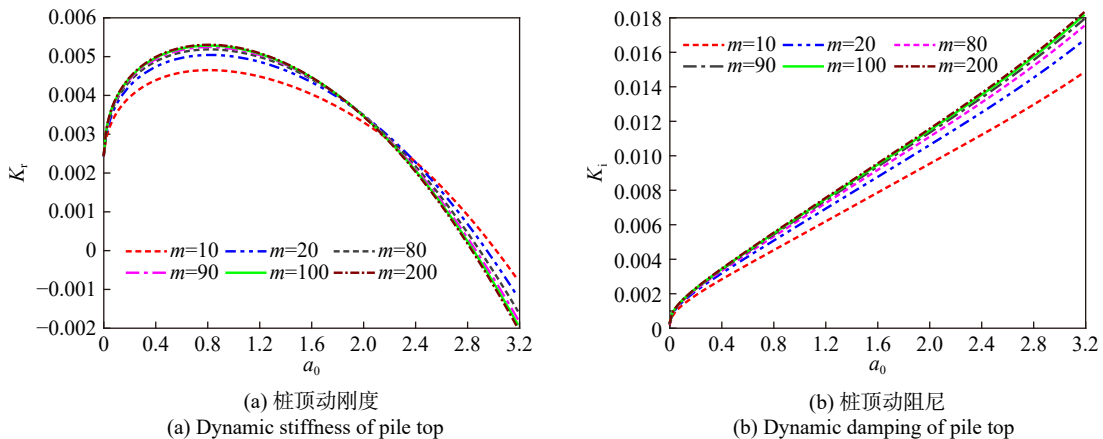 0.006
0.005
0.004
0.003
0.002
0.001
0
−0.001
−0.002
K_r
m=10 m=20 m=80
m=90 m=100 m=200
0 0.4 0.8 1.2 1.6 2.0 2.4 2.8 3.2
a_0
(a) 桩顶动刚度
(a) Dynamic stiffness of pile top
0.018
0.016
0.014
0.012
0.010
0.008
0.006
0.004
0.002
0
K_i
m=10 m=20 m=80
m=90 m=100 m=200
0 0.4 0.8 1.2 1.6 2.0 2.4 2.8 3.2
a_0
(b) 桩顶动阻尼
(b) Dynamic damping of pile top